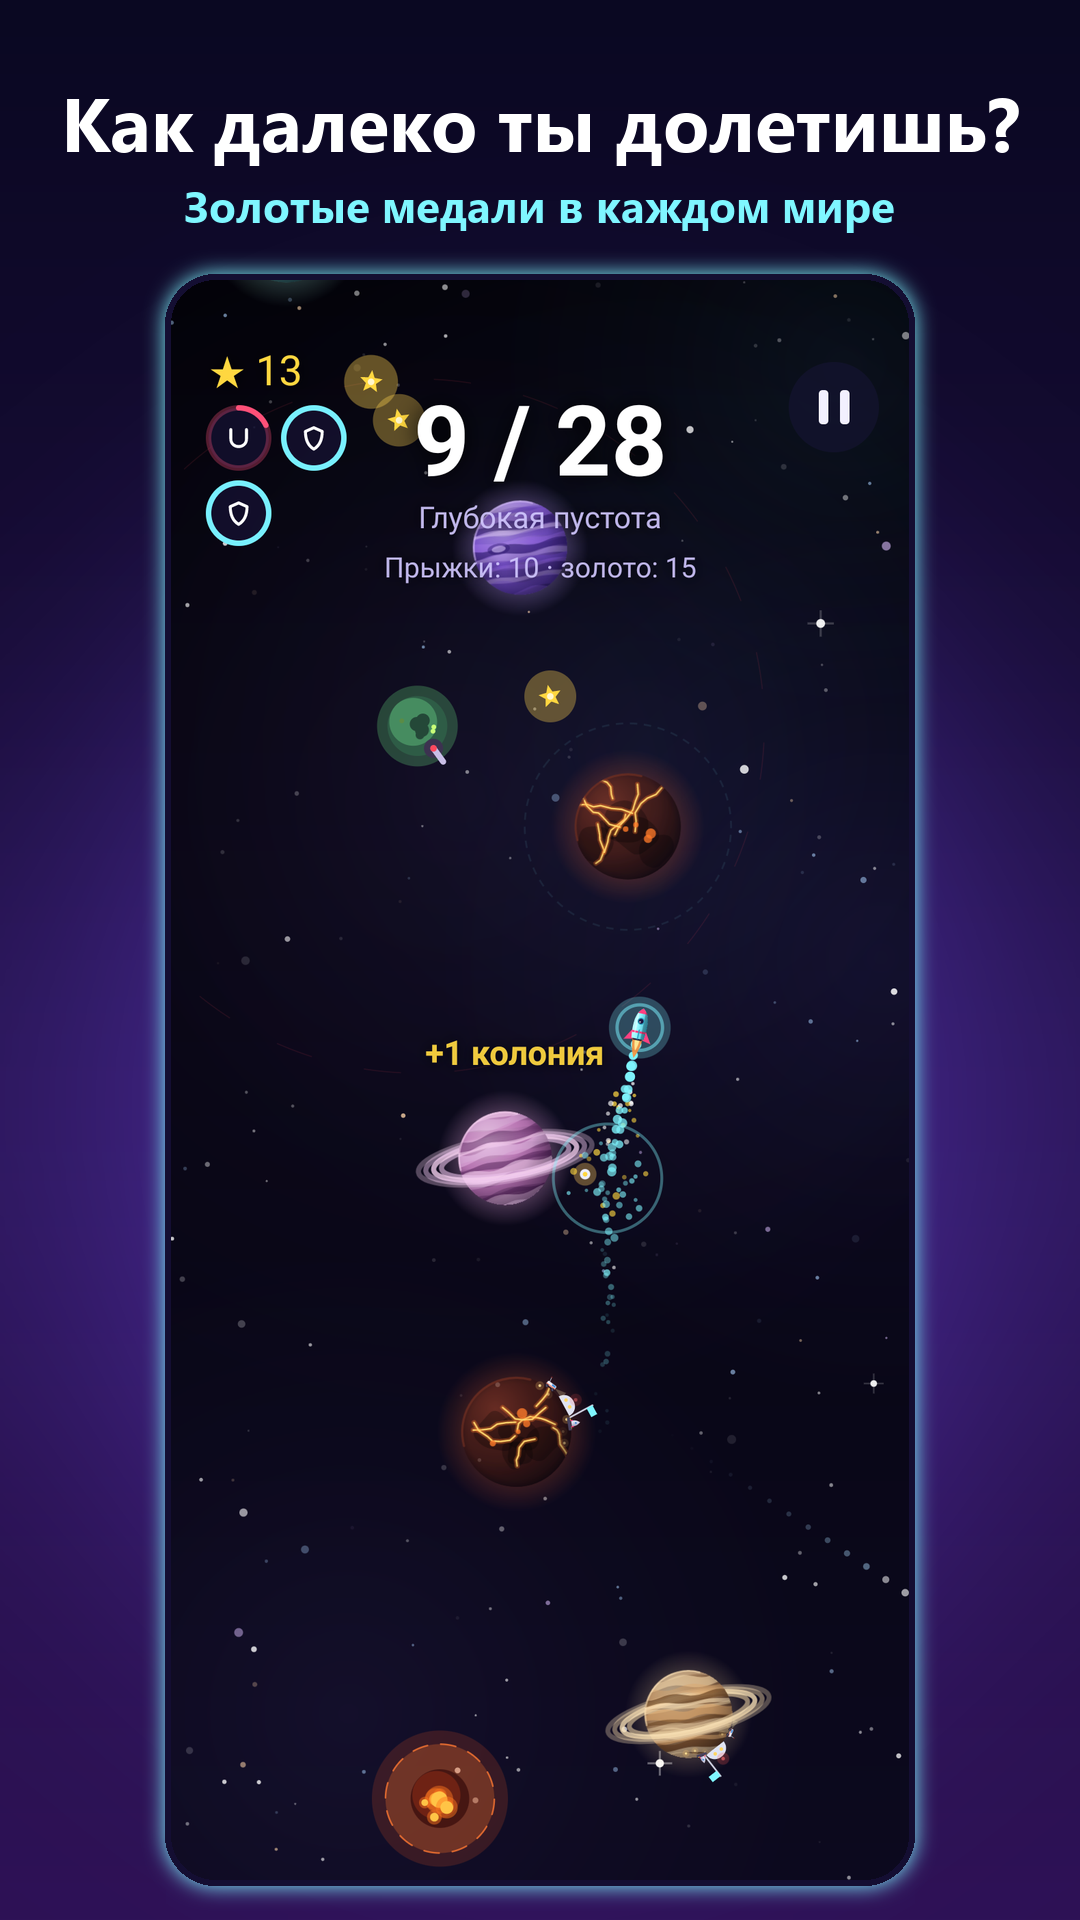 Как далеко ты долетишь?
Золотые медали в каждом мире
★ 13
9 / 28
Глубокая пустота
Прыжки: 10 · золото: 15
+1 колония